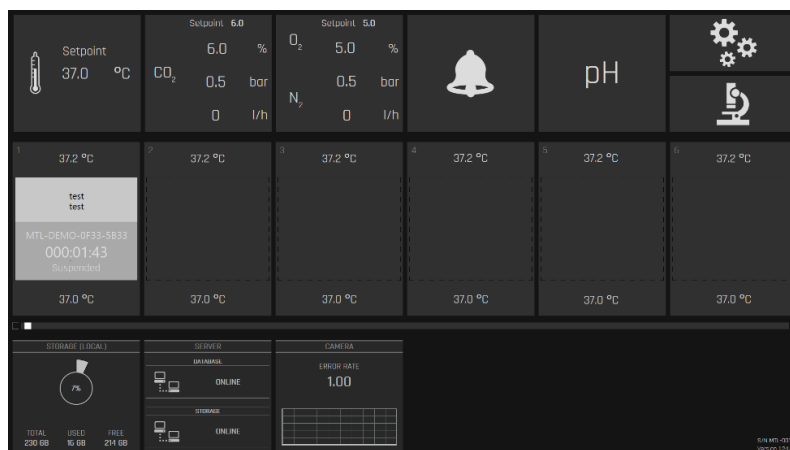 Setpoint
37.0 °C
Setpoint 6.0
CO2
6.0 %
0.5 bar
0 l/h
Setpoint 5.0
O2
5.0 %
N2
0.5 bar
0 l/h
pH
1
37.2 °C
test
test
MTL-DEMO-0F33-5B33
000:01:43
Suspended
37.0 °C
2
37.2 °C
37.0 °C
3
37.2 °C
37.0 °C
4
37.2 °C
37.0 °C
5
37.2 °C
37.0 °C
6
37.2 °C
37.0 °C
STORAGE (LOCAL)
7%
TOTAL USED FREE
230 GB 16 GB 214 GB
SERVER
DATABASE
ONLINE
STORAGE
ONLINE
CAMERA
ERROR RATE
1.00
S/N MTL-
Version